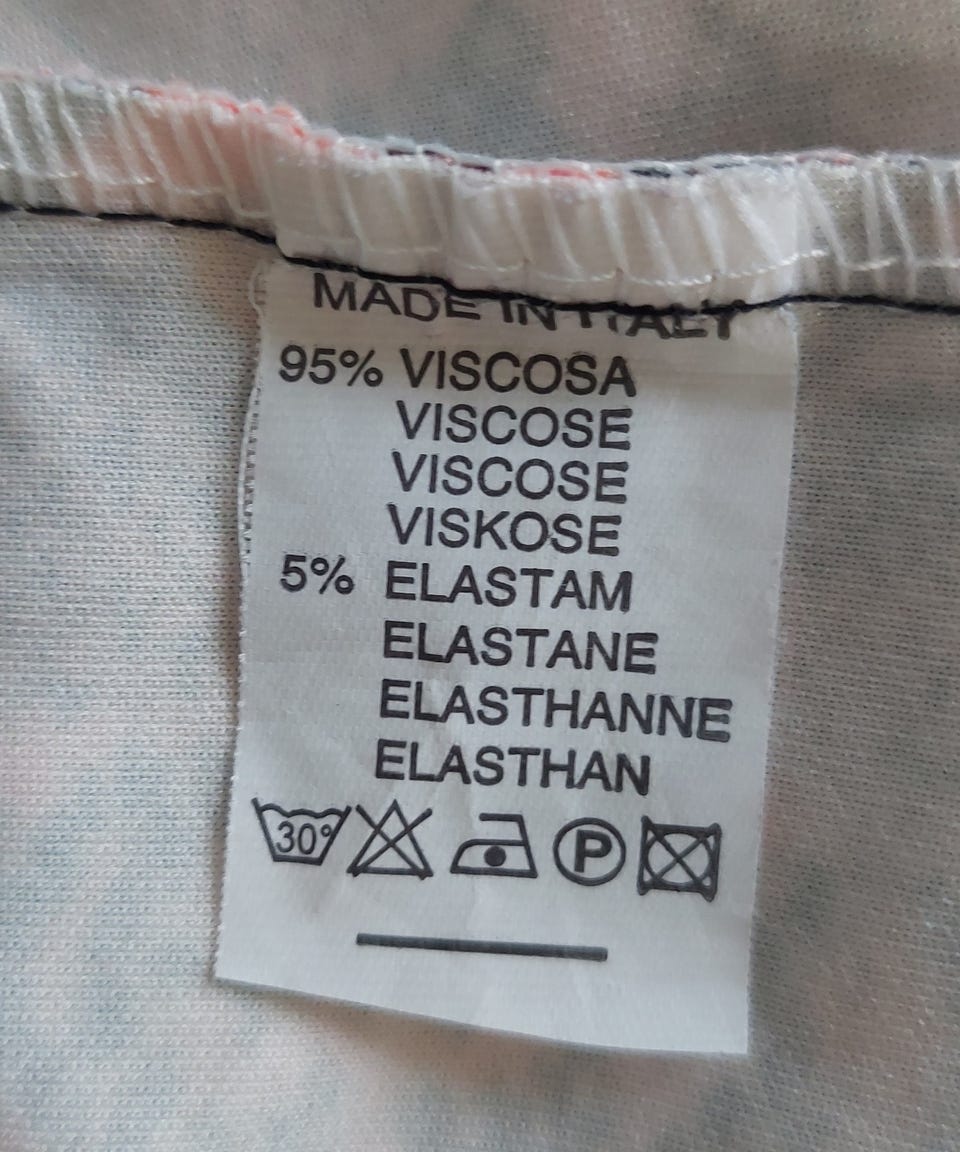 MADE IN ITALY
95% VISCOSA
VISCOSE
VISCOSE
VISKOSE
5% ELASTAM
ELASTANE
ELASTHANNE
ELASTHAN
30° P